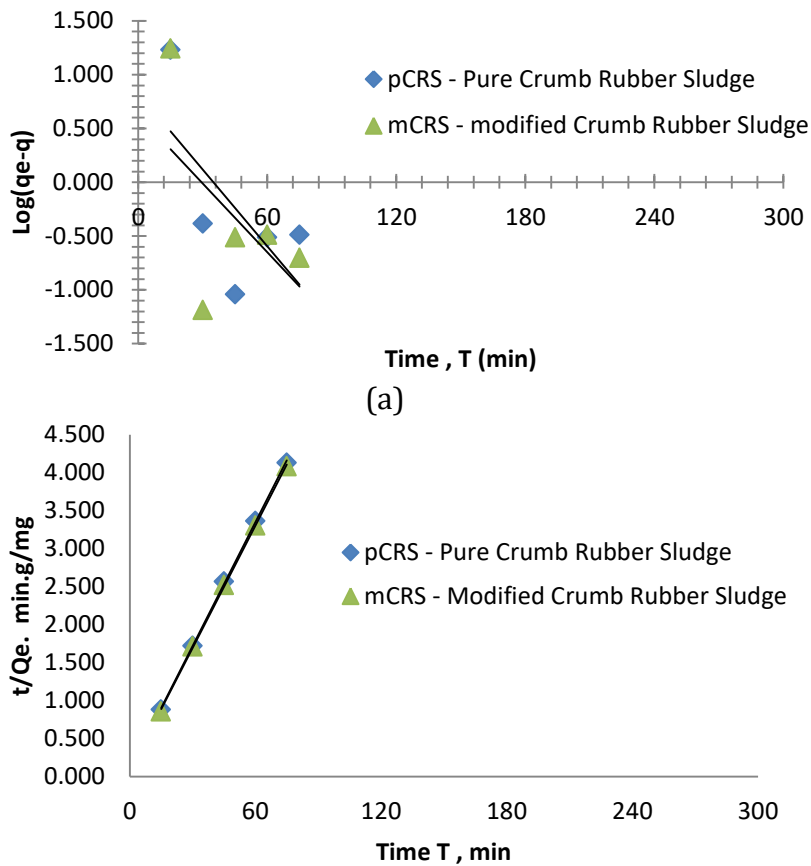 1.500
1.000
0.500
0.000
-0.500
-1.000
-1.500
Log(qe-q)
0 60 120 180 240 300
pCRS - Pure Crumb Rubber Sludge
mCRS - modified Crumb Rubber Sludge
Time , T (min)
(a)
4.500
4.000
3.500
3.000
2.500
2.000
1.500
1.000
0.500
0.000
t/Qe. min.g/mg
pCRS - Pure Crumb Rubber Sludge
mCRS - Modified Crumb Rubber Sludge
0 60 120 180 240 300
Time T , min